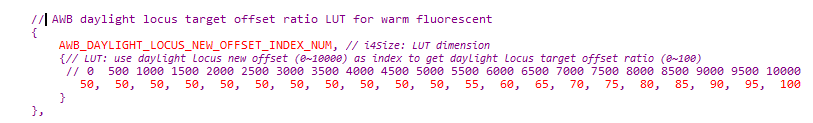 // AWB daylight locus target offset ratio LUT for warm fluorescent
{
AWB_DAYLIGHT_LOCUS_NEW_OFFSET_INDEX_NUM, // i4Size: LUT dimension
{// LUT: use daylight locus new offset (0~10000) as index to get daylight locus target offset ratio (0~100)
// 0 500 1000 1500 2000 2500 3000 3500 4000 4500 5000 5500 6000 6500 7000 7500 8000 8500 9000 9500 10000
50, 50, 50, 50, 50, 50, 50, 50, 50, 50, 50, 55, 60, 65, 70, 75, 80, 85, 90, 95, 100
}
},